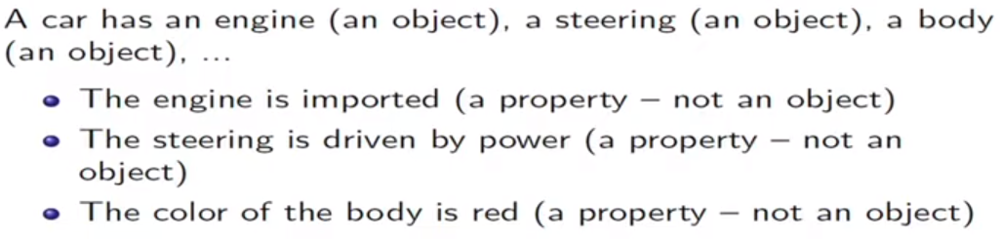 A car has an engine (an object), a steering (an object), a body
(an object), ...
The engine is imported (a property – not an object)
The steering is driven by power (a property – not an
object)
The color of the body is red (a property – not an object)